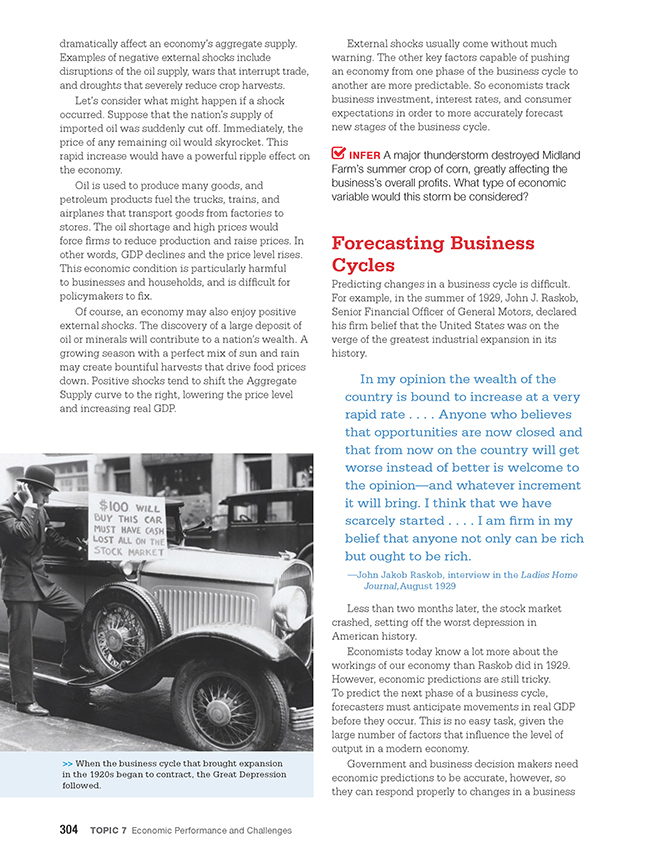 dramatically affect an economy's aggregate supply.
Examples of negative external shocks include
disruptions of the oil supply, wars that interrupt trade,
and droughts that severely reduce crop harvests.
Let's consider what might happen if a shock
occurred. Suppose that the nation's supply of
imported oil was suddenly cut off. Immediately, the
price of any remaining oil would skyrocket. This
rapid increase would have a powerful ripple effect on
the economy.
Oil is used to produce many goods, and
petroleum products fuel the trucks, trains, and
airplanes that transport goods from factories to
stores. The oil shortage and high prices would
force firms to reduce production and raise prices. In
other words, GDP declines and the price level rises.
This economic condition is particularly harmful
to businesses and households, and is difficult for
policymakers to fix.
Of course, an economy may also enjoy positive
external shocks. The discovery of a large deposit of
oil or minerals will contribute to a nation's wealth. A
growing season with a perfect mix of sun and rain
may create bountiful harvests that drive food prices
down. Positive shocks tend to shift the Aggregate
Supply curve to the right, lowering the price level
and increasing real GDP.
$100 WILL
BUY THIS CAR
MUST HAVE CASH
LOST ALL ON THE
STOCK MARKET
>> When the business cycle that brought expansion
in the 1920s began to contract, the Great Depression
followed.
External shocks usually come without much
warning. The other key factors capable of pushing
an economy from one phase of the business cycle to
another are more predictable. So economists track
business investment, interest rates, and consumer
expectations in order to more accurately forecast
new stages of the business cycle.
INFER A major thunderstorm destroyed Midland
Farm's summer crop of corn, greatly affecting the
business's overall profits. What type of economic
variable would this storm be considered?
Forecasting Business
Cycles
Predicting changes in a business cycle is difficult.
For example, in the summer of 1929, John J. Raskob,
Senior Financial Officer of General Motors, declared
his firm belief that the United States was on the
verge of the greatest industrial expansion in its
history.
In my opinion the wealth of the
country is bound to increase at a very
rapid rate . . . . Anyone who believes
that opportunities are now closed and
that from now on the country will get
worse instead of better is welcome to
the opinion—and whatever increment
it will bring. I think that we have
scarcely started . . . . I am firm in my
belief that anyone not only can be rich
but ought to be rich.
—John Jakob Raskob, interview in the Ladies Home
Journal, August 1929
Less than two months later, the stock market
crashed, setting off the worst depression in
American history.
Economists today know a lot more about the
workings of our economy than Raskob did in 1929.
However, economic predictions are still tricky.
To predict the next phase of a business cycle,
forecasters must anticipate movements in real GDP
before they occur. This is no easy task, given the
large number of factors that influence the level of
output in a modern economy.
Government and business decision makers need
economic predictions to be accurate, however, so
they can respond properly to changes in a business
304 TOPIC 7 Economic Performance and Challenges